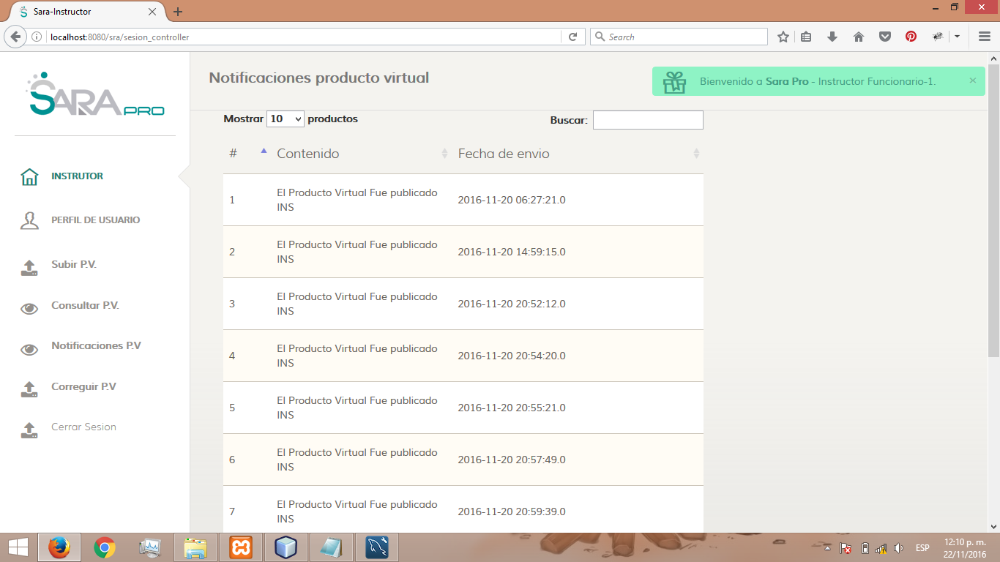 Sara-Instructor
localhost:8080/sra/sesion_controller
Search
SARA PRO
INSTRUTOR
PERFIL DE USUARIO
Subir P.V.
Consultar P.V.
Notificaciones P.V
Correguir P.V
Cerrar Sesion
Notificaciones producto virtual
Bienvenido a Sara Pro - Instructor Funcionario-1. ×
Mostrar 10 productos
Buscar:
# Contenido Fecha de envio
1 El Producto Virtual Fue publicado 2016-11-20 06:27:21.0
INS
2 El Producto Virtual Fue publicado 2016-11-20 14:59:15.0
INS
3 El Producto Virtual Fue publicado 2016-11-20 20:52:12.0
INS
4 El Producto Virtual Fue publicado 2016-11-20 20:54:20.0
INS
5 El Producto Virtual Fue publicado 2016-11-20 20:55:21.0
INS
6 El Producto Virtual Fue publicado 2016-11-20 20:57:49.0
INS
7 El Producto Virtual Fue publicado 2016-11-20 20:59:39.0
INS
ESP
12:10 p. m.
22/11/2016